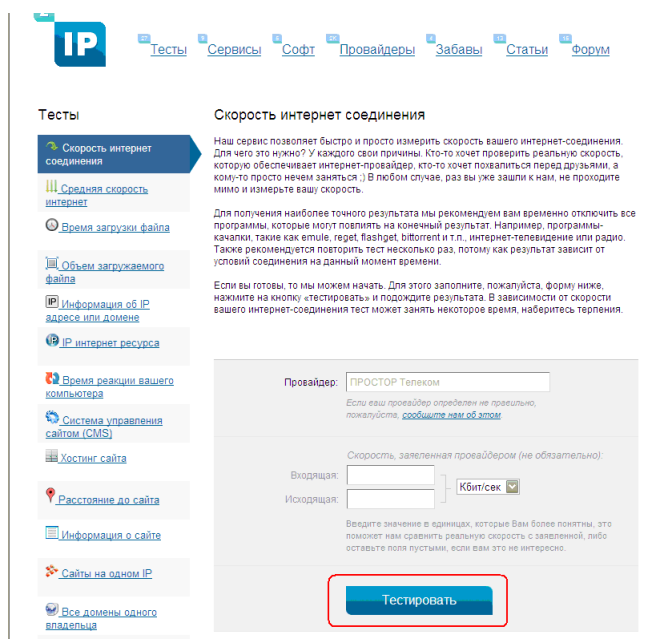 2
IP
27
Тесты
5
Сервисы
6
Софт
Провайдеры
Забавы
13
Статьи
Форум
Тесты
Скорость интернет
соединения
Средняя скорость
интернет
Время загрузки файла
Объем загружаемого
файла
Информация об IP
адресе или домене
IP интернет ресурса
Время реакции вашего
компьютера
Система управления
сайтом (CMS)
Хостинг сайта
Расстояние до сайта
Информация о сайте
Сайты на одном IP
Все домены одного
владельца
Скорость интернет соединения
Наш сервис позволяет быстро и просто измерить скорость вашего интернет-соединения.
Для чего это нужно? У каждого свои причины. Кто-то хочет проверить реальную скорость,
которую обеспечивает интернет-провайдер, кто-то хочет похвалиться перед друзьями, а
кому-то просто нечем заняться ;) В любом случае, раз вы уже зашли к нам, не проходите
мимо и измерьте вашу скорость.
Для получения наиболее точного результата мы рекомендуем вам временно отключить все
программы, которые могут повлиять на конечный результат. Например, программы-
качалки, такие как emule, reget, flashget, bittorrent и т.п., интернет-телевидение или радио.
Также рекомендуется повторить тест несколько раз, потому как результат зависит от
условий соединения на данный момент времени.
Если вы готовы, то мы можем начать. Для этого заполните, пожалуйста, форму ниже,
нажмите на кнопку «тестировать» и подождите результата. В зависимости от скорости
вашего интернет-соединения тест может занять некоторое время, наберитесь терпения.
Провайдер: ПРОСТОР Телеком
Если ваш провайдер определен не правильно,
пожалуйста, сообщите нам об этом
Скорость, заявленная провайдером (не обязательно):
Входящая:
Исходящая:
Кбит/сек
Введите значение в единицах, которые Вам более понятны, это
поможет нам сравнить реальную скорость с заявленной, либо
оставьте поля пустыми, если вам это не интересно.
Тестировать